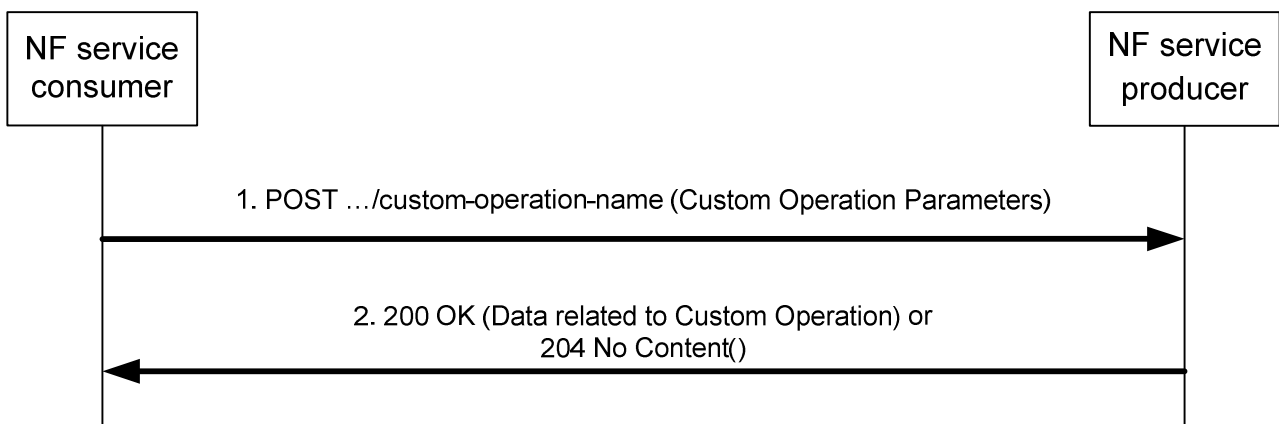 NF service
consumer
NF service
producer
1. POST …/custom-operation-name (Custom Operation Parameters)
2. 200 OK (Data related to Custom Operation) or
204 No Content()